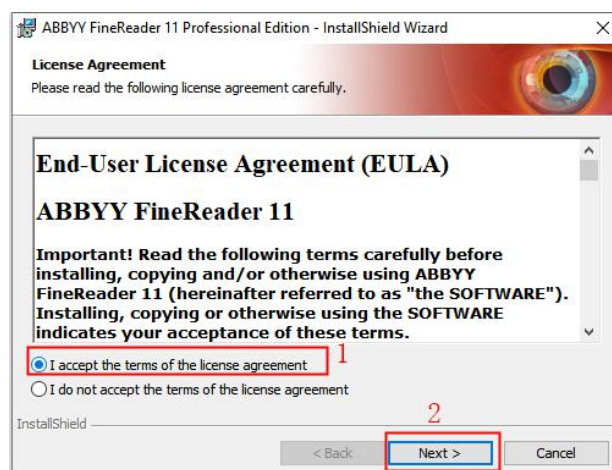 ABBYY FineReader 11 Professional Edition - InstallShield Wizard
License Agreement
Please read the following license agreement carefully.
End-User License Agreement (EULA)
ABBYY FineReader 11
Important! Read the following terms carefully before
installing, copying and/or otherwise using ABBYY
FineReader 11 (hereinafter referred to as "the SOFTWARE").
Installing, copying or otherwise using the SOFTWARE
indicates your acceptance of these terms.
I accept the terms of the license agreement 1
I do not accept the terms of the license agreement
2
InstallShield
< Back Next > Cancel